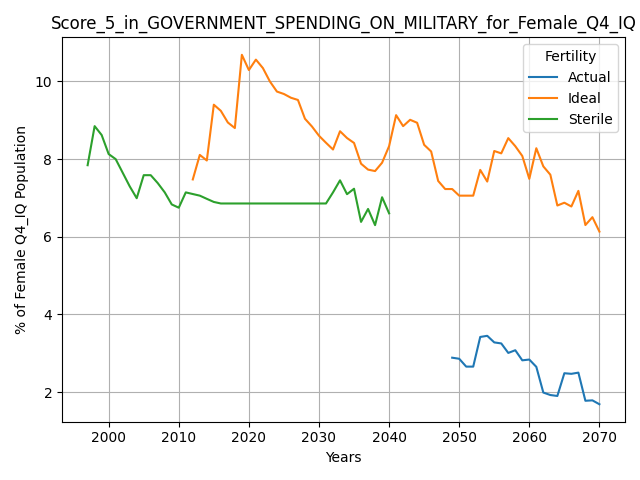 Score_5_in_GOVERNMENT_SPENDING_ON_MILITARY_for_Female_Q4_IQ
Fertility
Actual
Ideal
Sterile
% of Female Q4_IQ Population
10
8
6
4
2
2000 2010 2020 2030 2040 2050 2060 2070
Years